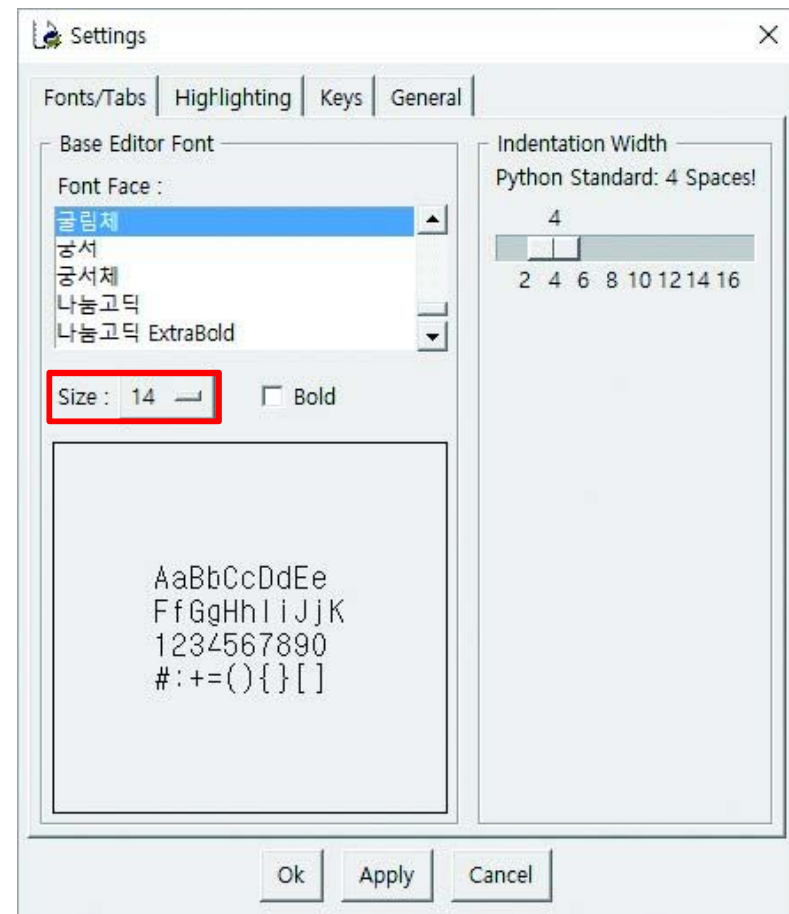 Settings
Fonts/Tabs Highlighting Keys General
Base Editor Font
Font Face :
굴림체
궁서
궁서체
나눔고딕
나눔고딕 ExtraBold
Size : 14
Bold
AaBbCcDdEe
FfGgHhIiJjK
1234567890
#:+=(){}[]
Indentation Width
Python Standard: 4 Spaces!
4
2 4 6 8 10 12 14 16
Ok Apply Cancel